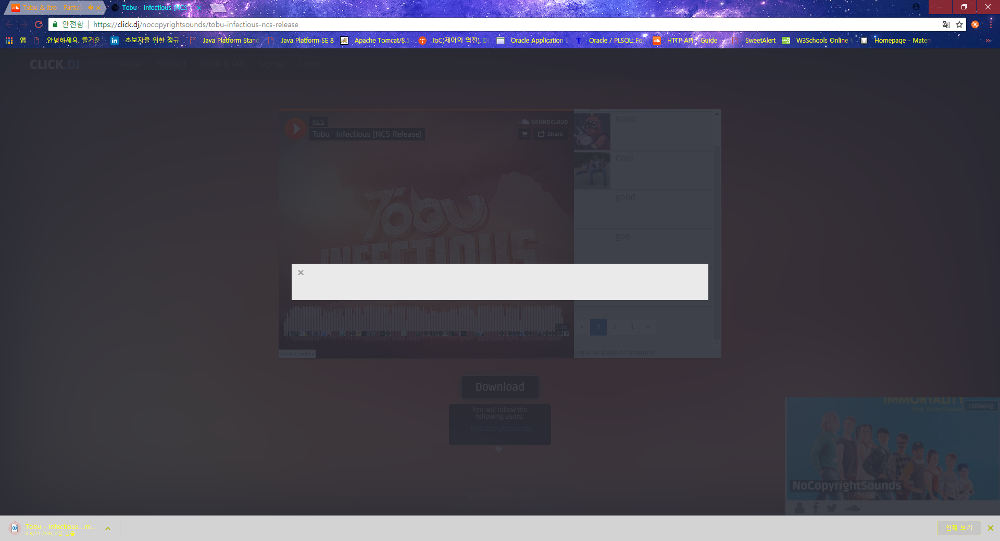 Tobu & Itro - Fanta
Tobu - Infectious [NCS
안전함 https://click.dj/nocopyrightsounds/tobu-infectious-ncs-release
앱 안녕하세요. 즐거운 초보자를 위한 정규 Java Platform Stand Java Platform SE 8 Apache Tomcat/8.5 IoC(제어의 역전), D Oracle Application Oracle / PLSQL: HTTP API - Guide SweetAlert W3Schools Online Homepage - Materi
CLICK.DJ Home Contact Guide & FAQ Signup Login
NCS
Tobu - Infectious [NCS Release]
SOUNDCLOUD
Share
TOBU
INFECTIOUS
Cookie policy
Good
Cool
good
goo
« 1 2 3 »
Log in to leave a comment
Download
You will follow the
following users:
NoCopyrightSounds
IMMORTALITY
Following
NoCopyrightSounds
Tobu - Infectious....m...
0.3/11.7MB, 2분 남음
전체 보기